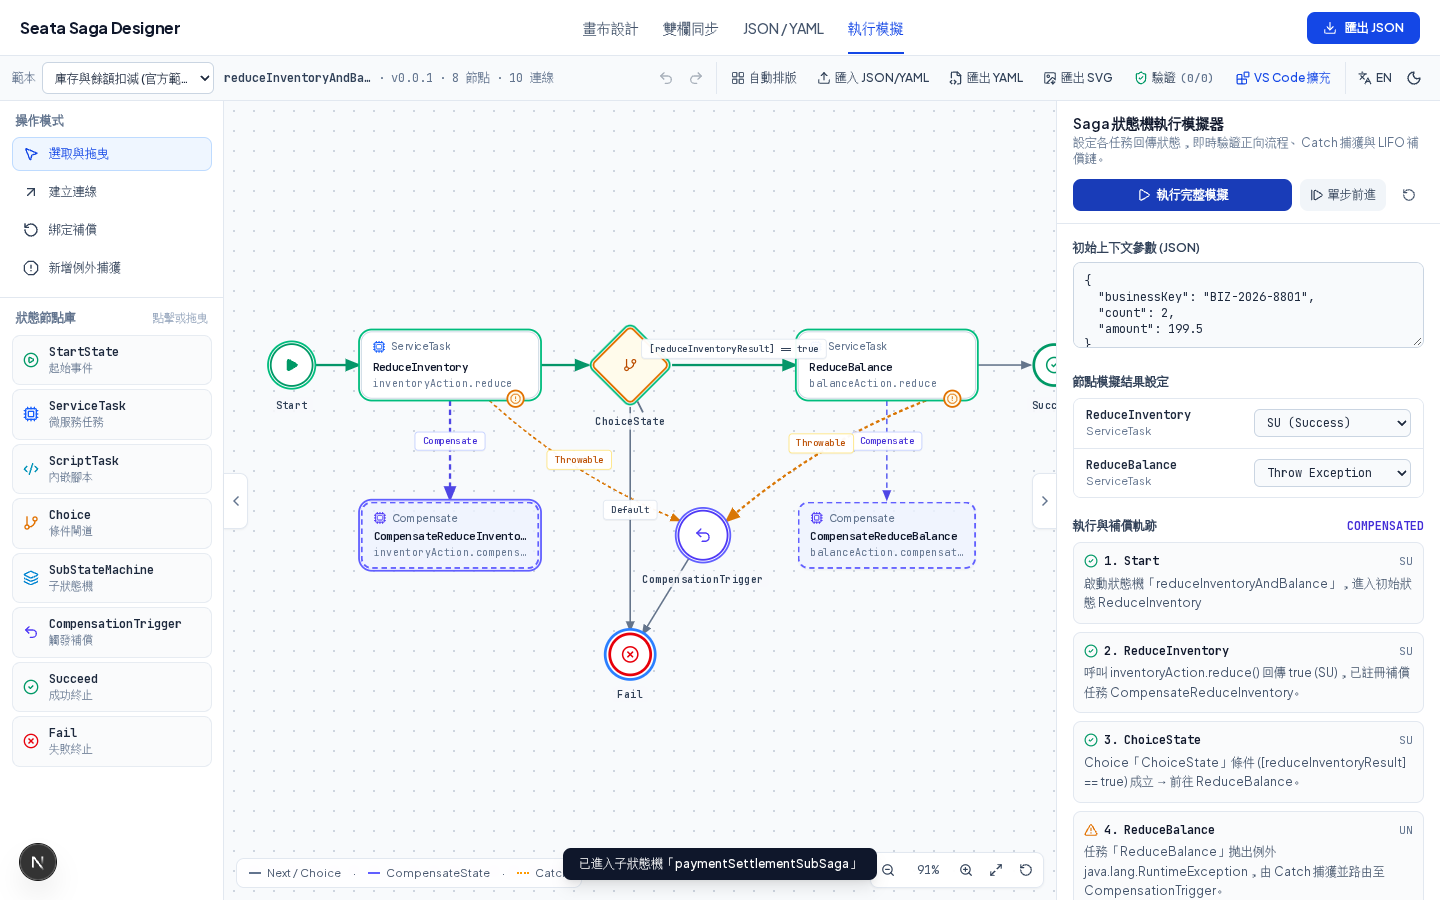 Seata Saga Designer
畫布設計
雙欄同步
JSON / YAML
執行模擬
匯出 JSON
範本
庫存與餘額扣減 (官方範...
reduceInventoryAndBa… · v0.0.1 · 8 節點 · 10 連線
自動排版
匯入 JSON/YAML
匯出 YAML
匯出 SVG
驗證 (0/0)
VS Code 擴充
EN
操作模式
選取與拖曳
建立連線
綁定補償
新增例外捕獲
狀態節點庫
點擊或拖曳
StartState
起始事件
ServiceTask
微服務任務
ScriptTask
內嵌腳本
Choice
條件閘道
SubStateMachine
子狀態機
CompensationTrigger
觸發補償
Succeed
成功終止
Fail
失敗終止
N
Start
ServiceTask
ReduceInventory
inventoryAction.reduce
ChoiceState
[reduceInventoryResult] == true
ServiceTask
ReduceBalance
balanceAction.reduce
Succ
Compensate
Throwable
Throwable
Compensate
Default
Compensate
CompensateReduceInvento…
inventoryAction.compens…
CompensationTrigger
Compensate
CompensateReduceBalance
balanceAction.compensat…
Fail
Next / Choice
·
CompensateState
·
Catc
已進入子狀態機「paymentSettlementSubSaga」
91%
Saga 狀態機執行模擬器
設定各任務回傳狀態，即時驗證正向流程、Catch 捕獲與 LIFO 補
償鏈。
執行完整模擬
單步前進
初始上下文參數 (JSON)
{
"businessKey": "BIZ-2026-8801",
"count": 2,
"amount": 199.5
}
節點模擬結果設定
ReduceInventory
ServiceTask
SU (Success)
ReduceBalance
ServiceTask
Throw Exception
執行與補償軌跡
COMPENSATED
1. Start
SU
啟動狀態機「reduceInventoryAndBalance」，進入初始狀
態 ReduceInventory
2. ReduceInventory
SU
呼叫 inventoryAction.reduce() 回傳 true (SU)，已註冊補償
任務 CompensateReduceInventory。
3. ChoiceState
SU
Choice「ChoiceState」條件 ([reduceInventoryResult]
== true) 成立 → 前往 ReduceBalance。
4. ReduceBalance
UN
任務「ReduceBalance」拋出例外
java.lang.RuntimeException，由 Catch 捕獲並路由至
CompensationTrigger。